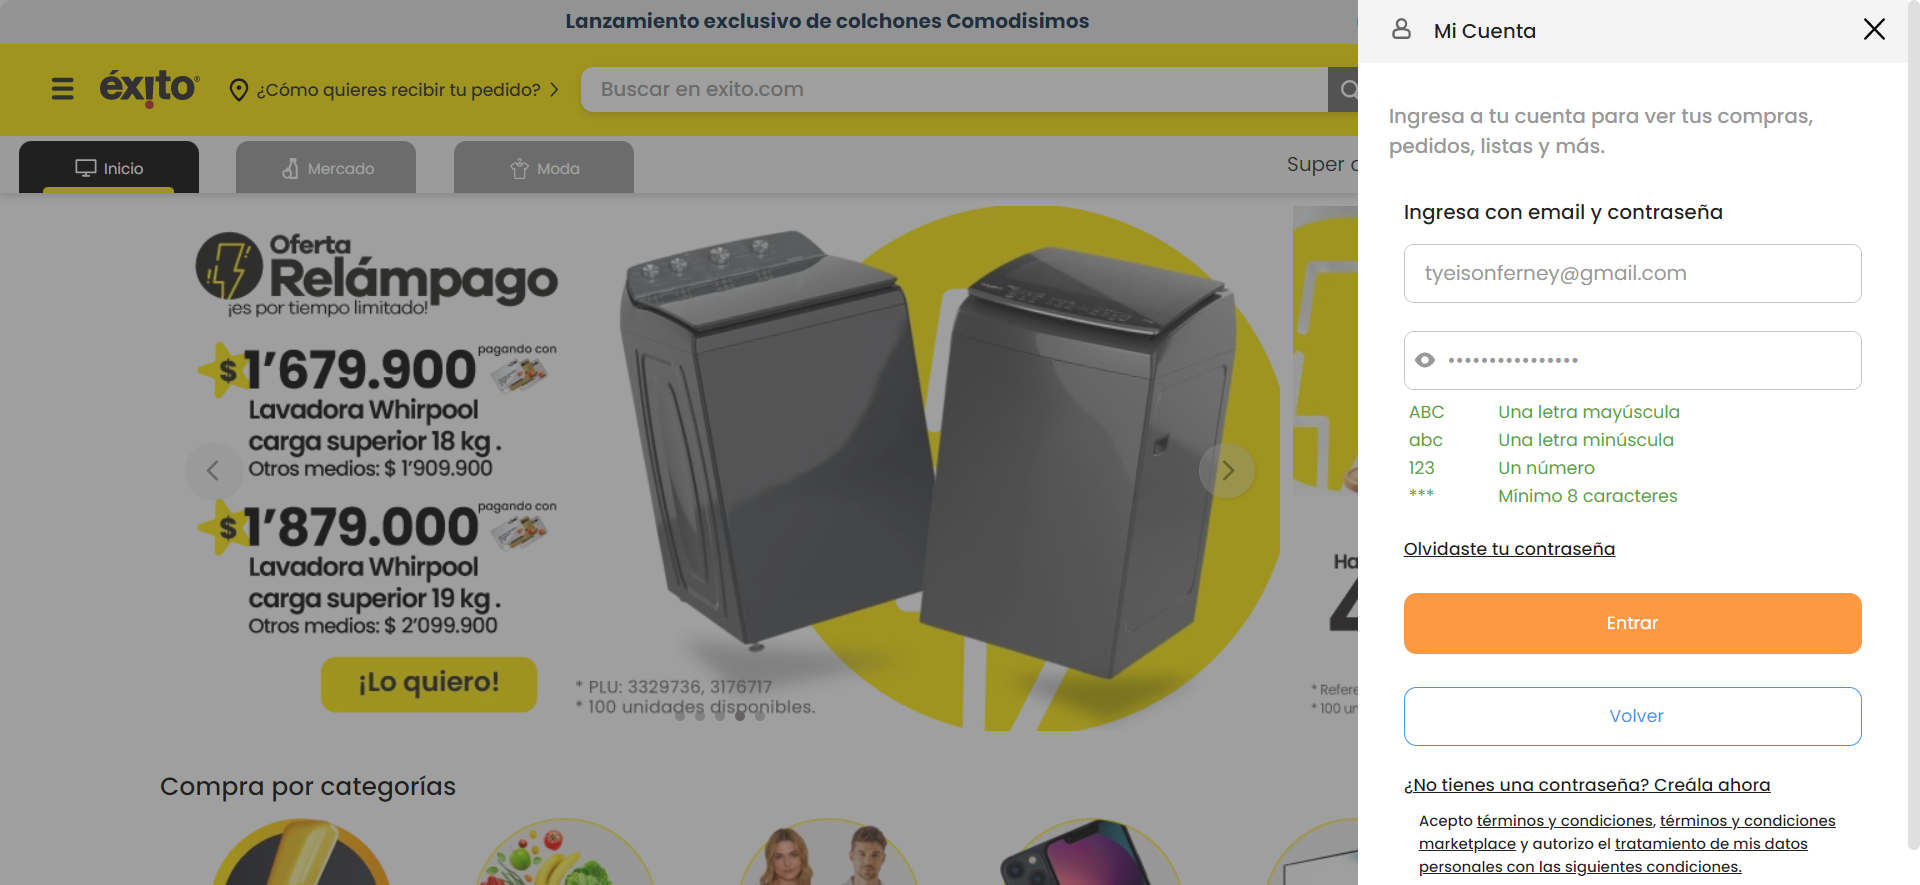 Lanzamiento exclusivo de colchones Comodisimos
éxito
¿Cómo quieres recibir tu pedido?
Buscar en exito.com
Inicio
Mercado
Moda
Super o
Oferta
Relámpago
¡es por tiempo limitado!
$1'679.900
pagando con
Lavadora Whirpool
carga superior 18 kg.
Otros medios: $ 1'909.900
$1'879.000
pagando con
Lavadora Whirpool
carga superior 19 kg.
Otros medios: $ 2'099.900
¡Lo quiero!
* PLU: 3329736, 3176717
* 100 unidades disponibles.
Ha
4
* Refere
* 100 un
Compra por categorías
Mi Cuenta
Ingresa a tu cuenta para ver tus compras,
pedidos, listas y más.
Ingresa con email y contraseña
tyeisonferney@gmail.com
••••••••••••••••
ABC Una letra mayúscula
abc Una letra minúscula
123 Un número
*** Mínimo 8 caracteres
Olvidaste tu contraseña
Entrar
Volver
¿No tienes una contraseña? Creála ahora
Acepto términos y condiciones, términos y condiciones
marketplace y autorizo el tratamiento de mis datos
personales con las siguientes condiciones.